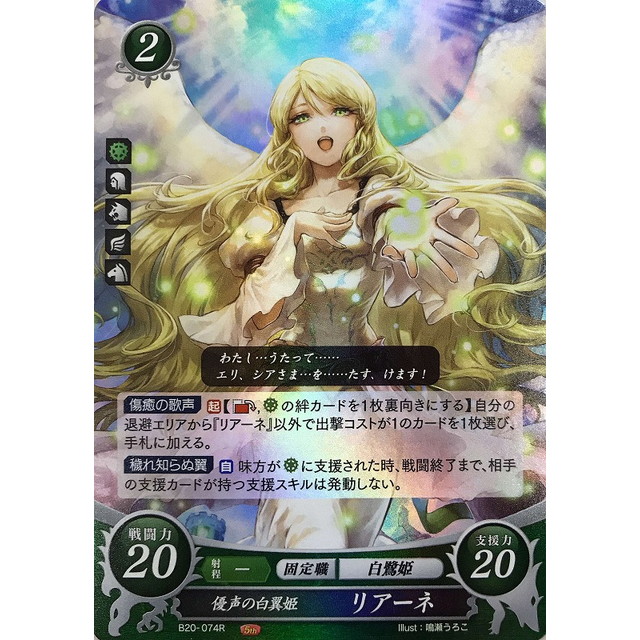 2
わたし…うたって……
エリ、シアさま…を……たす、けます!
傷癒の歌声 起【 , の絆カードを1枚裏向きにする】自分の
退避エリアから『リアーネ』以外で出撃コストが1のカードを1枚選び、
手札に加える。
穢れ知らぬ翼 自 味方が に支援された時、戦闘終了まで、相手
の支援カードが持つ支援スキルは発動しない。
戦闘力
20
射程 — 固定職 白鷺姫
支援力
20
優声の白翼姫 リアーネ
B20-074R 5th Illust:鳴瀬うろこ